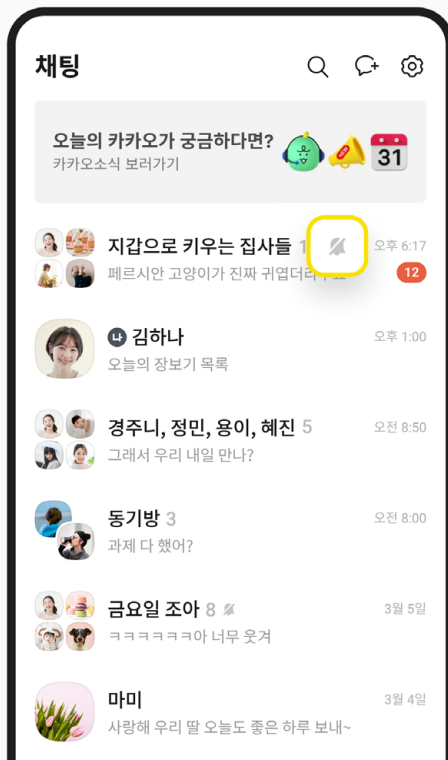 채팅
오늘의 카카오가 궁금하다면?
카카오소식 보러가기
31
지갑으로 키우는 집사들
오후 6:17
페르시안 고양이가 진짜 귀엽더라
12
나 김하나
오후 1:00
오늘의 장보기 목록
경주니, 정민, 용이, 혜진 5
오전 8:50
그래서 우리 내일 만나?
동기방 3
오전 8:00
과제 다 했어?
금요일 조아 8
3월 5일
ㅋㅋㅋㅋㅋㅋ아 너무 웃겨
마미
3월 4일
사랑해 우리 딸 오늘도 좋은 하루 보내~